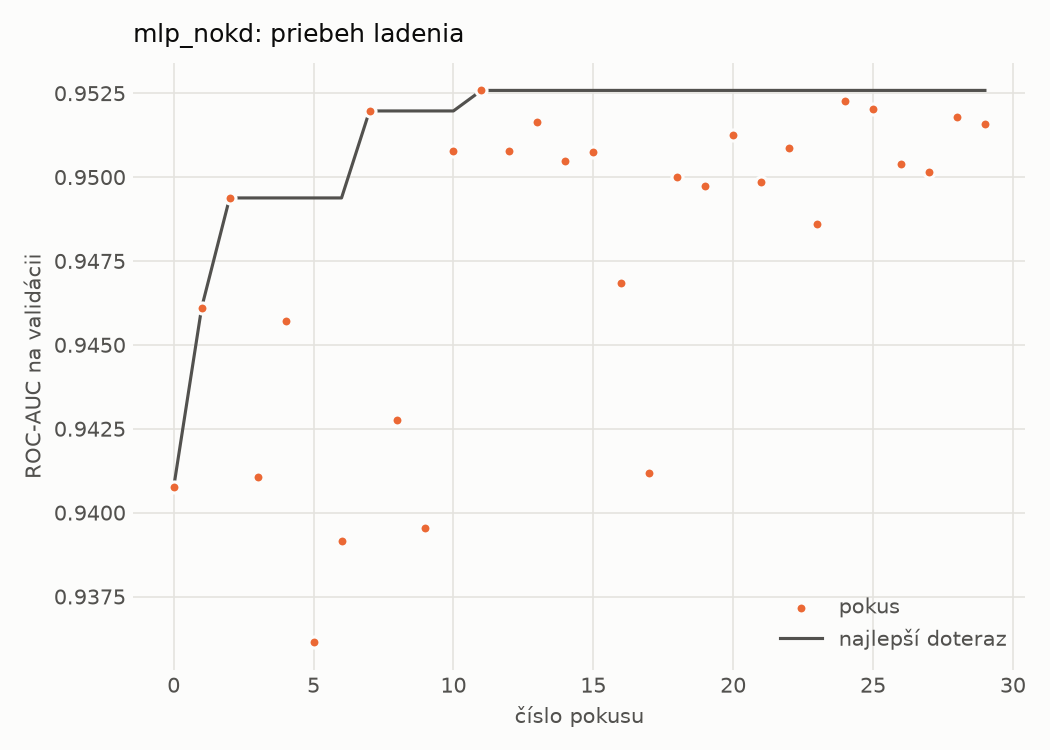 mlp_nokd: priebeh ladenia
ROC-AUC na validácii
0.9525
0.9500
0.9475
0.9450
0.9425
0.9400
0.9375
0 5 10 15 20 25 30
číslo pokusu
pokus
najlepší doteraz